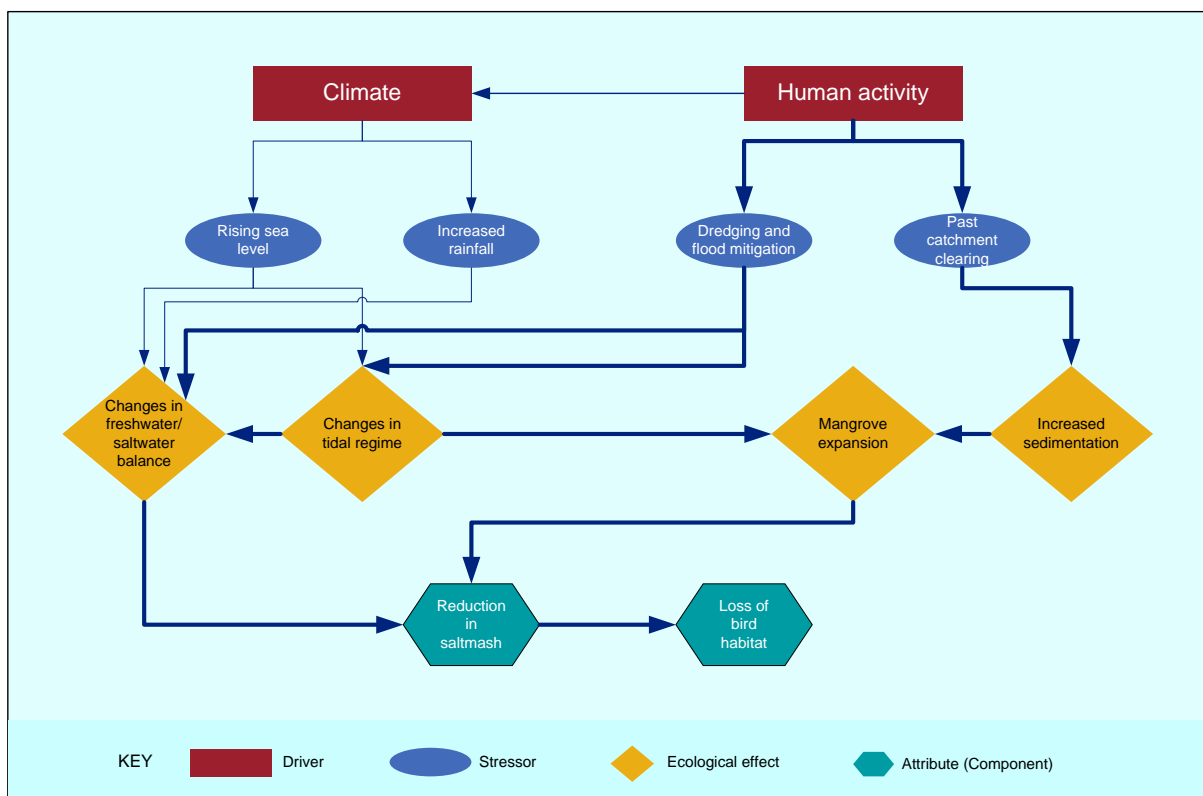 Climate
Human activity
Rising sea
level
Increased
rainfall
Dredging and
flood mitigation
Past
catchment
clearing
Changes in
freshwater/
saltwater
balance
Changes in
tidal regime
Mangrove
expansion
Increased
sedimentation
Reduction
in
saltmash
Loss of
bird
habitat
KEY
Driver
Stressor
Ecological effect
Attribute (Component)